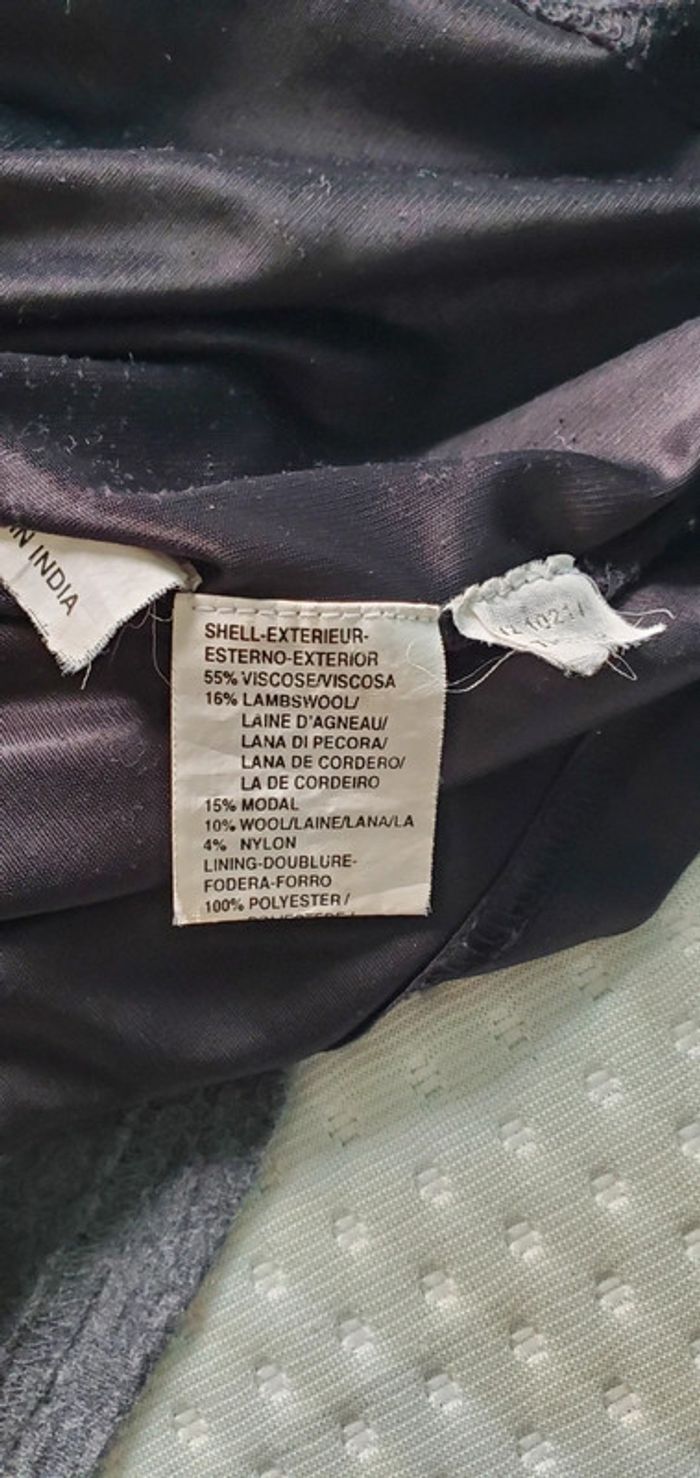 IN INDIA
SHELL-EXTERIEUR-
ESTERNO-EXTERIOR
55% VISCOSE/VISCOSA
16% LAMBSWOOL/
LAINE D'AGNEAU/
LANA DI PECORA/
LANA DE CORDERO/
LA DE CORDEIRO
15% MODAL
10% WOOL/LAINE/LANA/LA
4% NYLON
LINING-DOUBLURE-
FODERA-FORRO
100% POLYESTER /